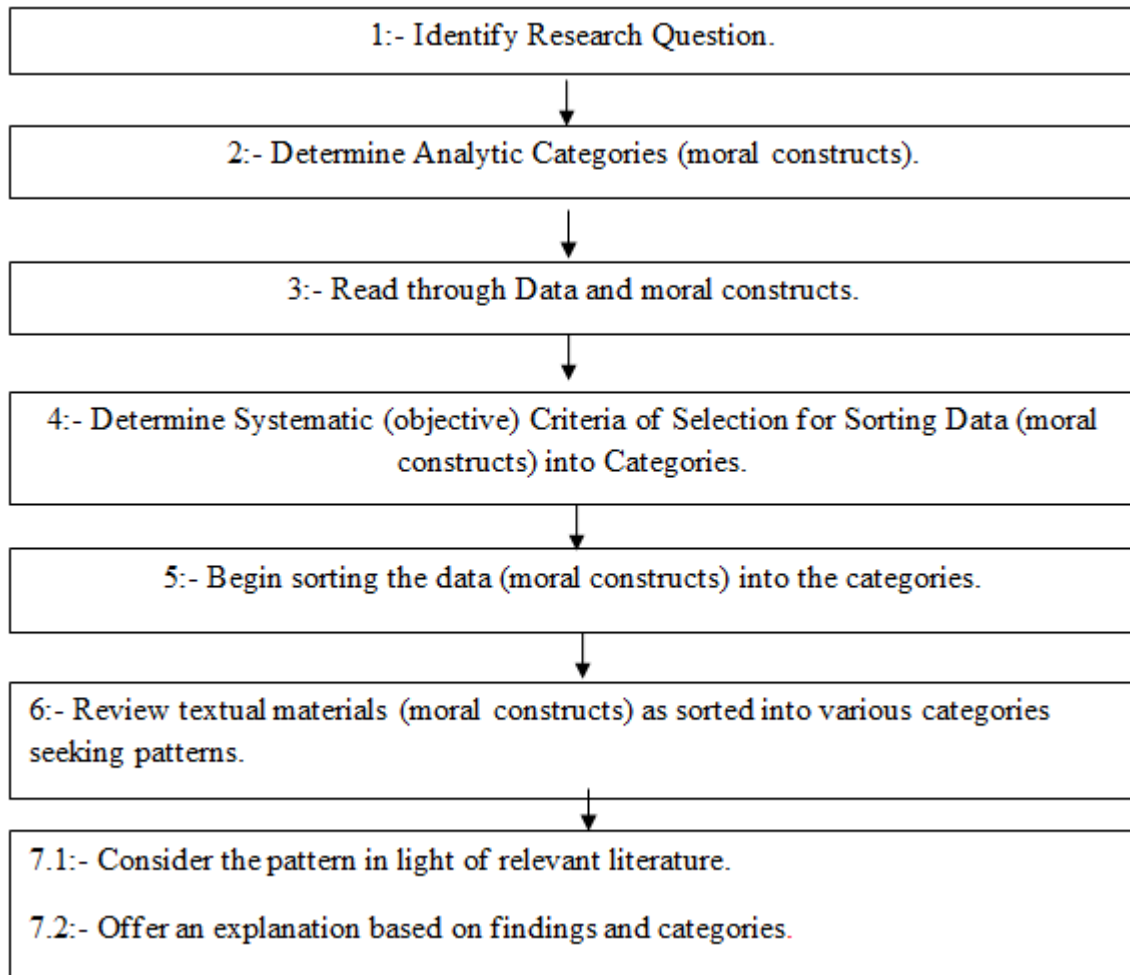 1:- Identify Research Question.
2:- Determine Analytic Categories (moral constructs).
3:- Read through Data and moral constructs.
4:- Determine Systematic (objective) Criteria of Selection for Sorting Data (moral
constructs) into Categories.
5:- Begin sorting the data (moral constructs) into the categories.
6:- Review textual materials (moral constructs) as sorted into various categories
seeking patterns.
7.1:- Consider the pattern in light of relevant literature.
7.2:- Offer an explanation based on findings and categories.